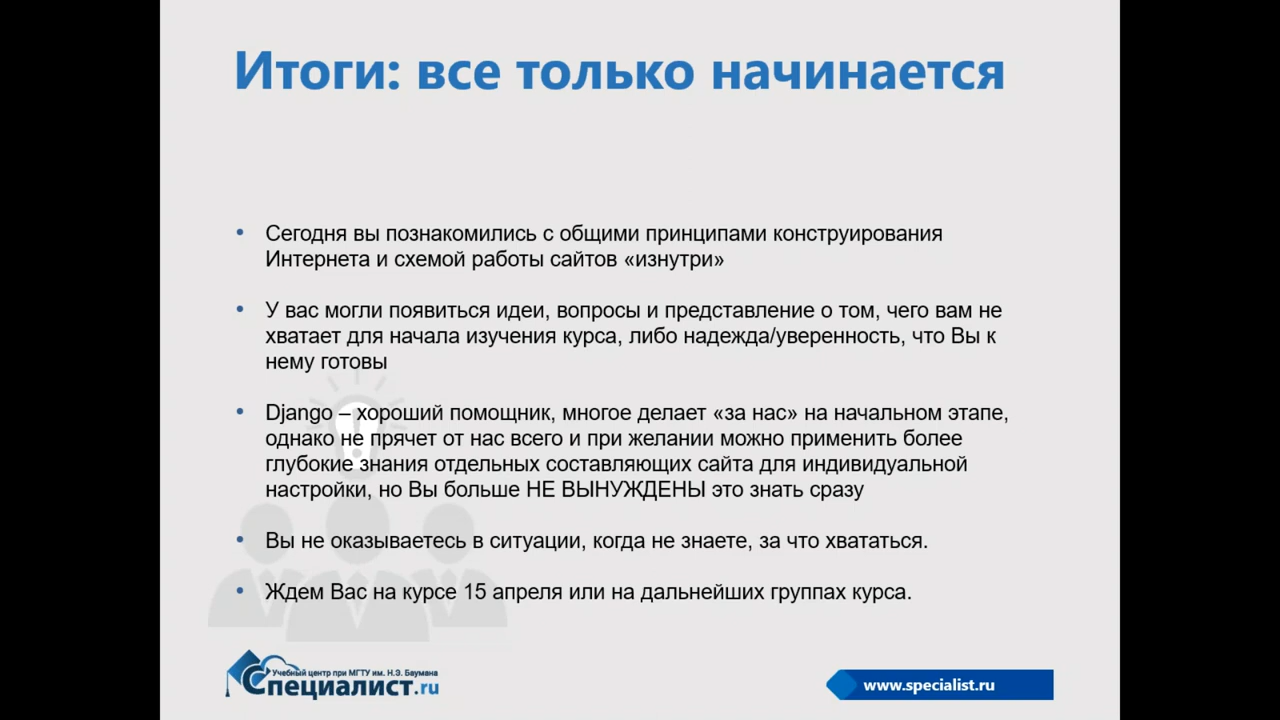 Итоги: все только начинается
• Сегодня вы познакомились с общими принципами конструирования
Интернета и схемой работы сайтов «изнутри»
• У вас могли появиться идеи, вопросы и представление о том, чего вам не
хватает для начала изучения курса, либо надежда/уверенность, что Вы к
нему готовы
• Django – хороший помощник, многое делает «за нас» на начальном этапе,
однако не прячет от нас всего и при желании можно применить более
глубокие знания отдельных составляющих сайта для индивидуальной
настройки, но Вы больше НЕ ВЫНУЖДЕНЫ это знать сразу
• Вы не оказываетесь в ситуации, когда не знаете, за что хвататься.
• Ждем Вас на курсе 15 апреля или на дальнейших группах курса.
Учебный центр при МГТУ им. Н.Э. Баумана
Специалист.ru
www.specialist.ru